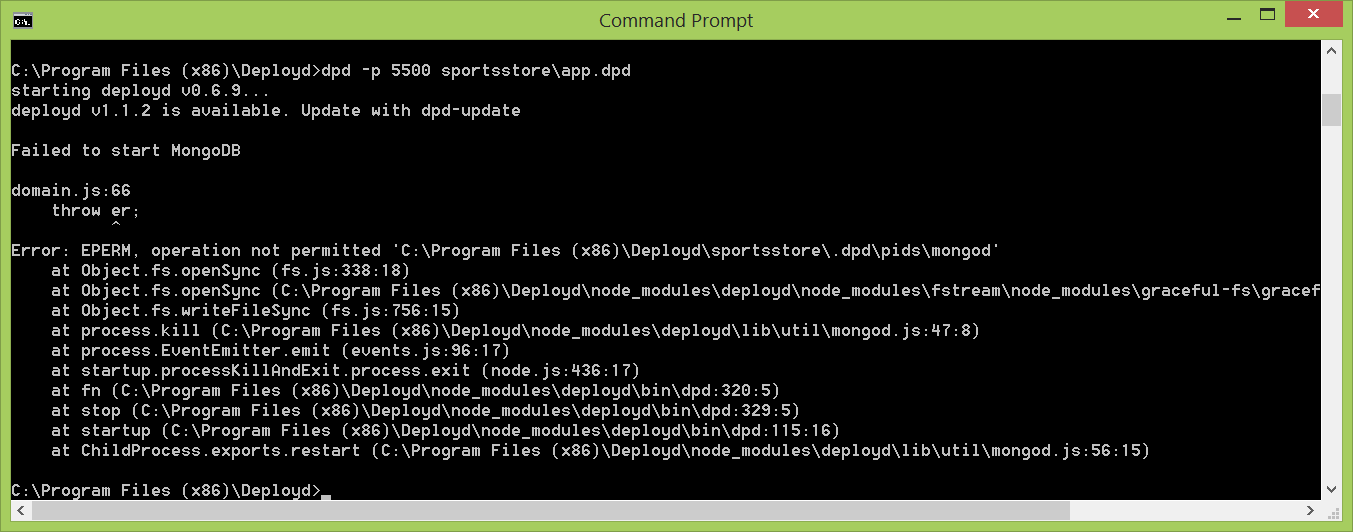 Command Prompt
C:\Program Files (x86)\Deployd>dpd -p 5500 sportsstore\app.dpd
starting deployd v0.6.9...
deployd v1.1.2 is available. Update with dpd-update
Failed to start MongoDB
domain.js:66
    throw er;
          ^
Error: EPERM, operation not permitted 'C:\Program Files (x86)\Deployd\sportsstore\.dpd\pids\mongod'
    at Object.fs.openSync (fs.js:338:18)
    at Object.fs.openSync (C:\Program Files (x86)\Deployd\node_modules\deployd\node_modules\fstream\node_modules\graceful-fs\gracef
    at Object.fs.writeFileSync (fs.js:756:15)
    at process.kill (C:\Program Files (x86)\Deployd\node_modules\deployd\lib\util\mongod.js:47:8)
    at process.EventEmitter.emit (events.js:96:17)
    at startup.processKillAndExit.process.exit (node.js:436:17)
    at fn (C:\Program Files (x86)\Deployd\node_modules\deployd\bin\dpd:320:5)
    at stop (C:\Program Files (x86)\Deployd\node_modules\deployd\bin\dpd:329:5)
    at startup (C:\Program Files (x86)\Deployd\node_modules\deployd\bin\dpd:115:16)
    at ChildProcess.exports.restart (C:\Program Files (x86)\Deployd\node_modules\deployd\lib\util\mongod.js:56:15)
C:\Program Files (x86)\Deployd>_